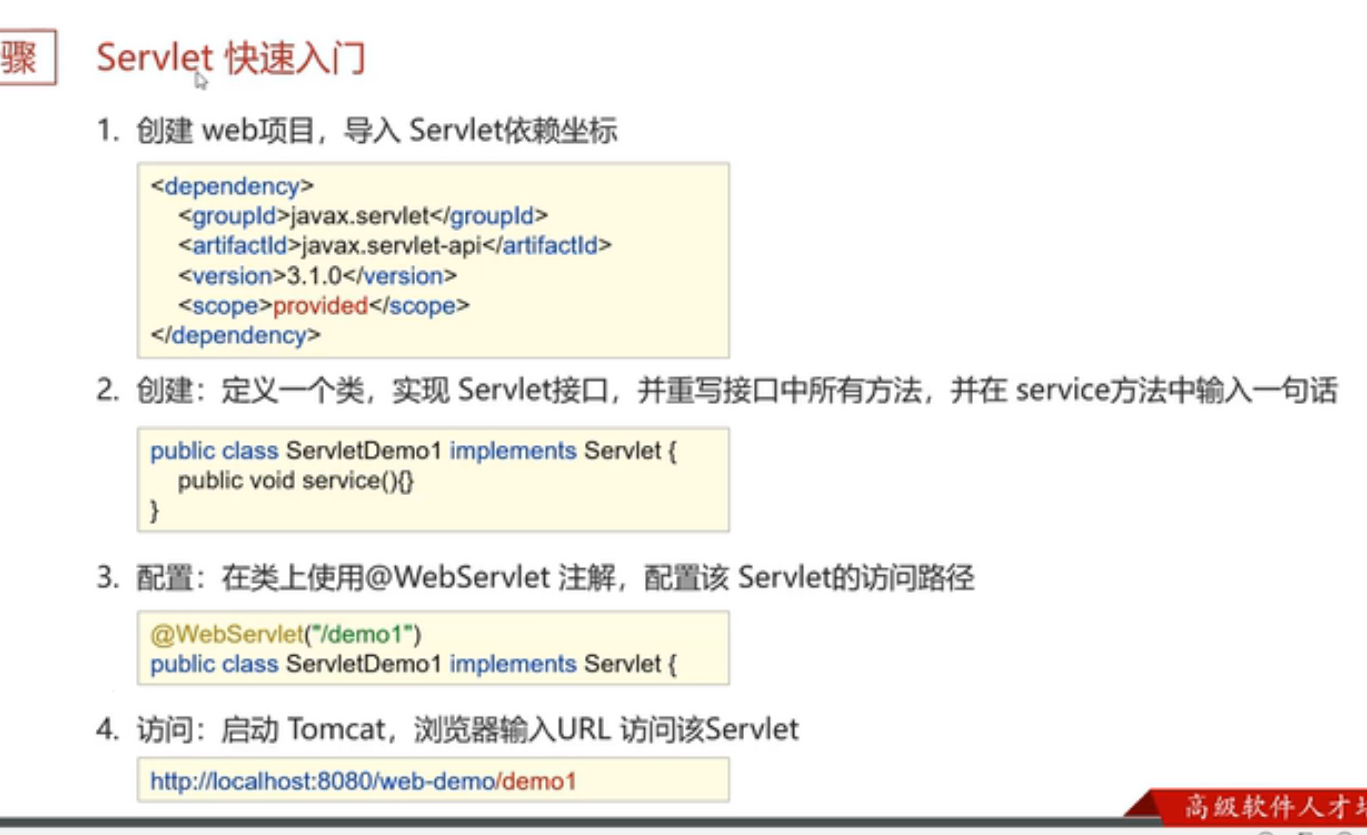 骤
Servlet 快速入门
1. 创建 web项目，导入 Servlet依赖坐标
<dependency>
<groupId>javax.servlet</groupId>
<artifactId>javax.servlet-api</artifactId>
<version>3.1.0</version>
<scope>provided</scope>
</dependency>
2. 创建：定义一个类，实现 Servlet接口，并重写接口中所有方法，并在 service方法中输入一句话
public class ServletDemo1 implements Servlet {
public void service(){}
}
3. 配置：在类上使用@WebServlet 注解，配置该 Servlet的访问路径
@WebServlet("/demo1")
public class ServletDemo1 implements Servlet {
4. 访问：启动 Tomcat，浏览器输入URL 访问该Servlet
http://localhost:8080/web-demo/demo1
高级软件人才